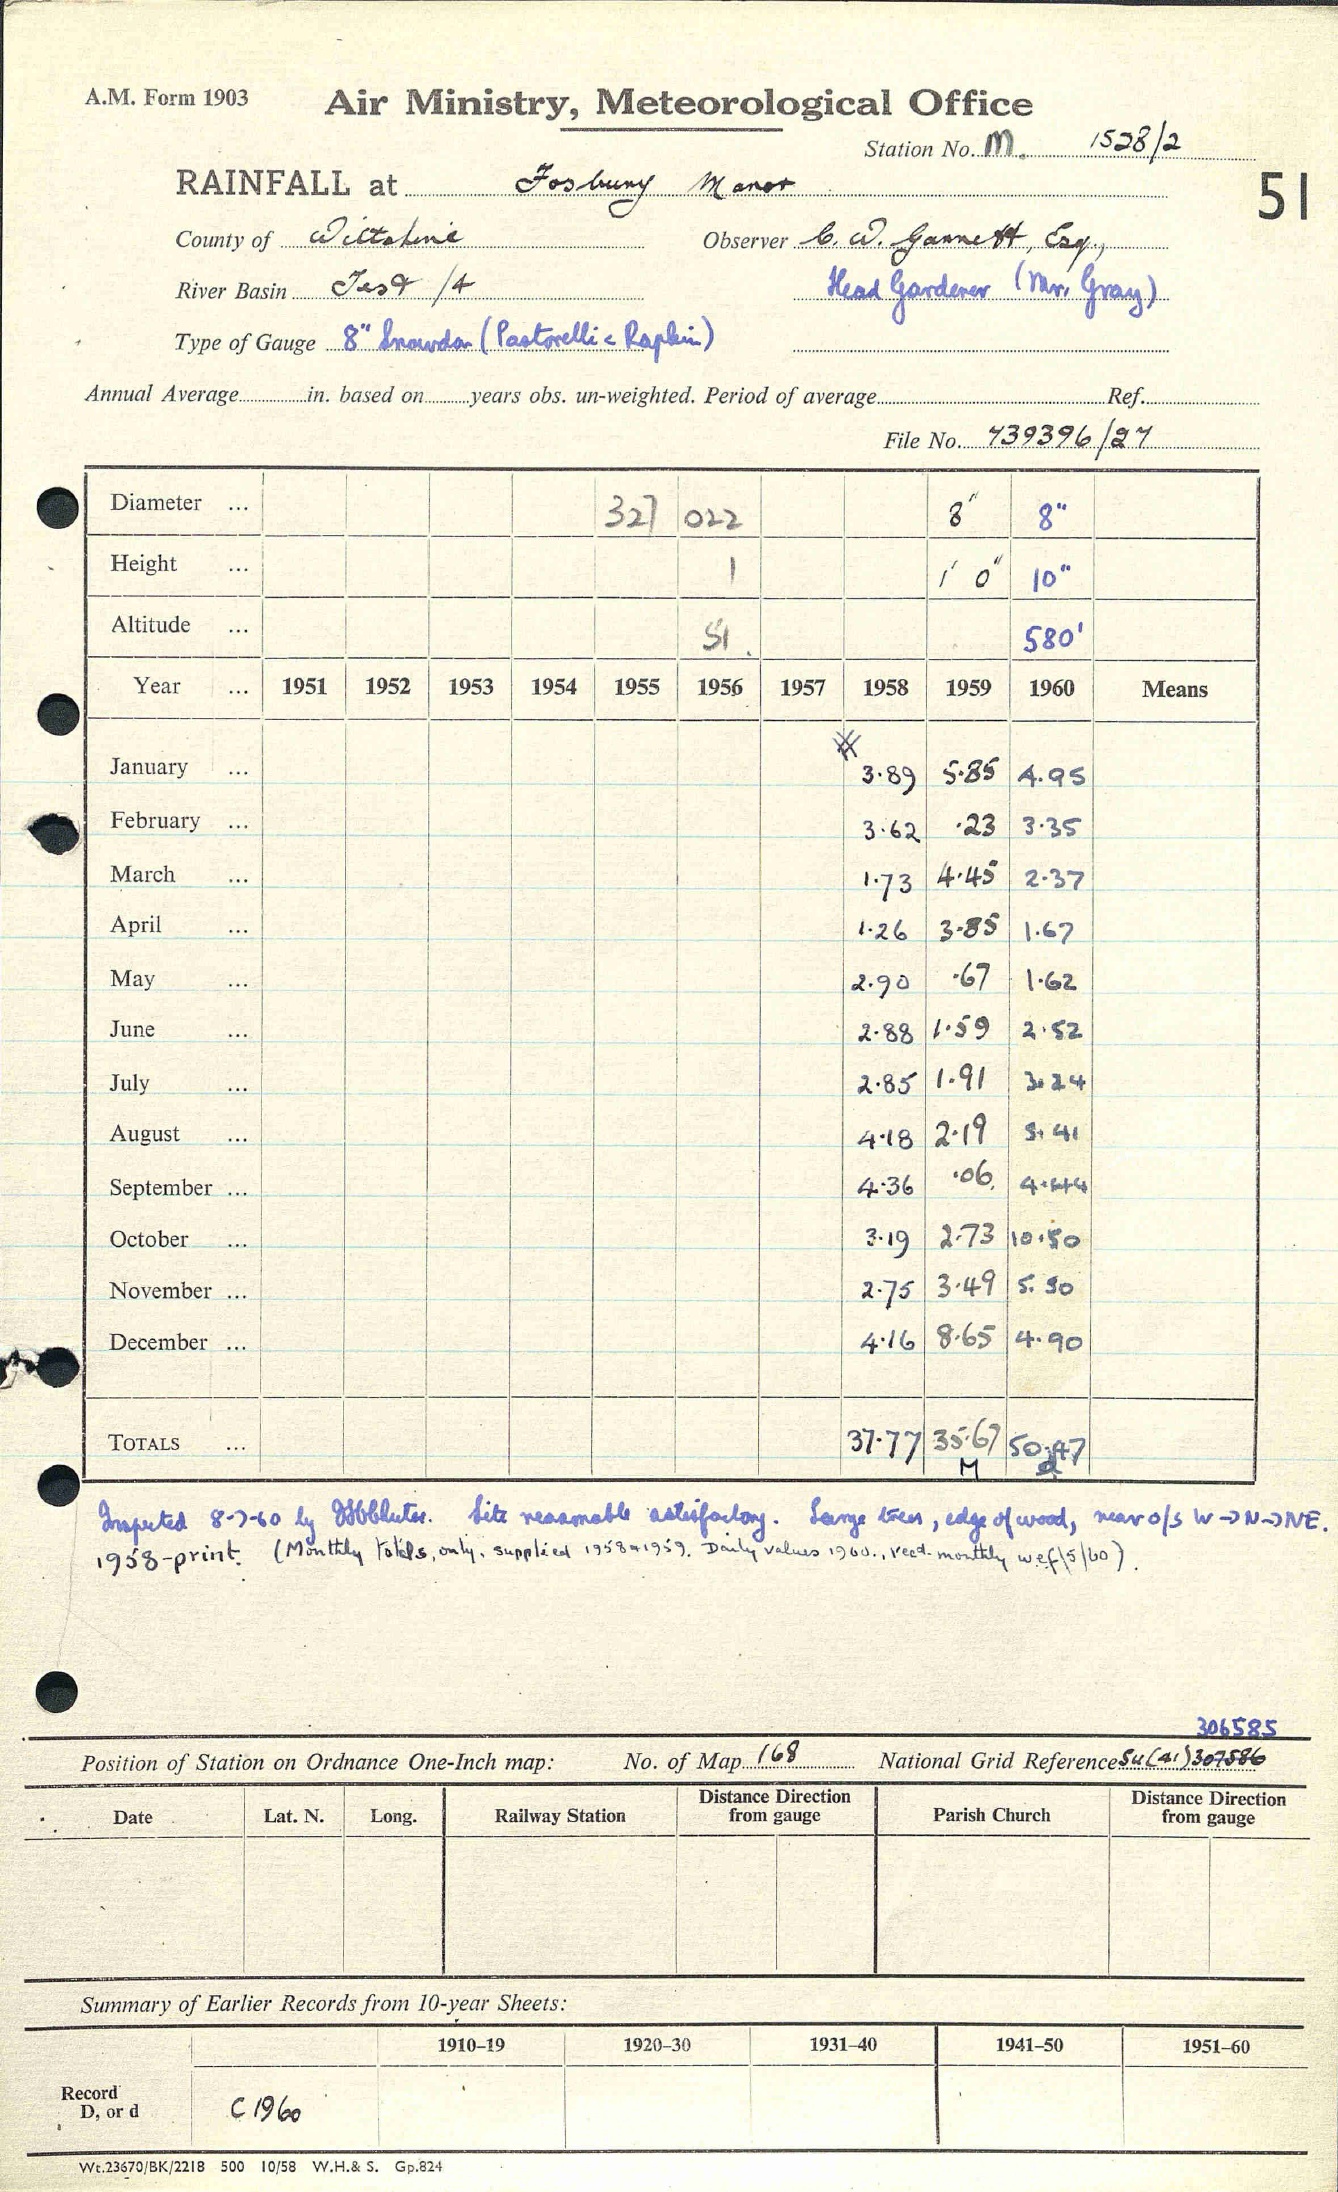 A.M. Form 1903
Air Ministry, Meteorological Office
Station No. M. 1528/2
RAINFALL at Fosbury Manor
51
County of Wiltshire Observer C. W. Garnett, Esq.,
River Basin Test /4 Head Gardener (Mr. Gray)
Type of Gauge 8" Snowdon (Pastorelli & Rapkin)
Annual Average in. based on years obs. un-weighted. Period of average Ref.
File No. 739396/27
Diameter ... 327 022 8" 8"
Height ... 1 1' 0" 10"
Altitude ... 51. 580'
Year ... 1951 1952 1953 1954 1955 1956 1957 1958 1959 1960 Means
January ... 3.89 5.85 4.95
February ... 3.62 .23 3.35
March ... 1.73 4.45 2.37
April ... 1.26 3.85 1.67
May ... 2.90 .67 1.62
June ... 2.88 1.59 2.52
July ... 2.85 1.91 3.24
August ... 4.18 2.19 5.41
September ... 4.36 .06 4.44
October ... 3.19 2.73 10.50
November ... 2.75 3.49 5.50
December ... 4.16 8.65 4.90
TOTALS ... 37.77 35.67 50.47
M
Inspected 8-7-60 by Site reasonable satisfactory. Large trees, edge of wood, near o/s W→N→NE.
1958-print. (Monthly totals, only, supplied 1958 & 1959. Daily values 1960., recd. monthly wef 1/5/60).
306585
Position of Station on Ordnance One-Inch map: No. of Map 168 National Grid Reference SU(41)307586
Date Lat. N. Long. Railway Station Distance Direction from gauge Parish Church Distance Direction from gauge
Summary of Earlier Records from 10-year Sheets:
1910–19 1920–30 1931–40 1941–50 1951–60
Record
D, or d C 1960
Wt.23670/BK/2218 500 10/58 W.H.& S. Gp.824